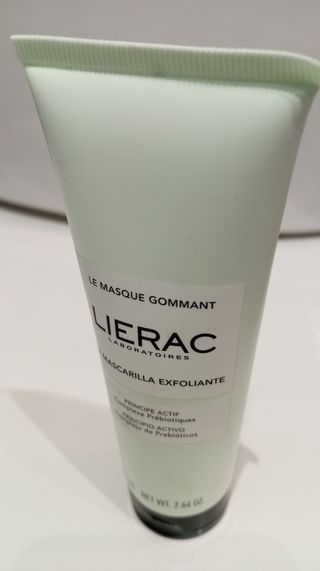 LE MASQUE GOMMANT
LIERAC
LABORATOIRES
MASCARILLA EXFOLIANTE
PRINCIPE ACTIF
Complexe Prébiotiques
PRINCIPIO ACTIVO
Complejo de Prebióticos
NET WT. 2.64 OZ.